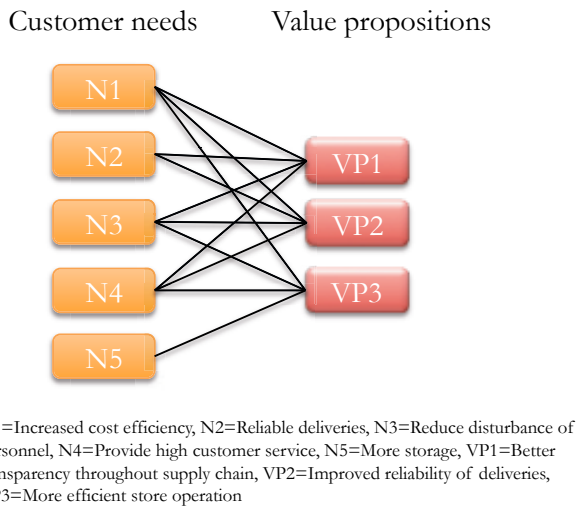 Customer needs Value propositions
N1
N2
VP1
N3
VP2
N4
VP3
N5
=Increased cost efficiency, N2=Reliable deliveries, N3=Reduce disturbance of
N4=Provide high customer service, N5=More storage, VP1=Better
throughout supply chain, VP2=Improved reliability of deliveries,
3=More efficient store operation